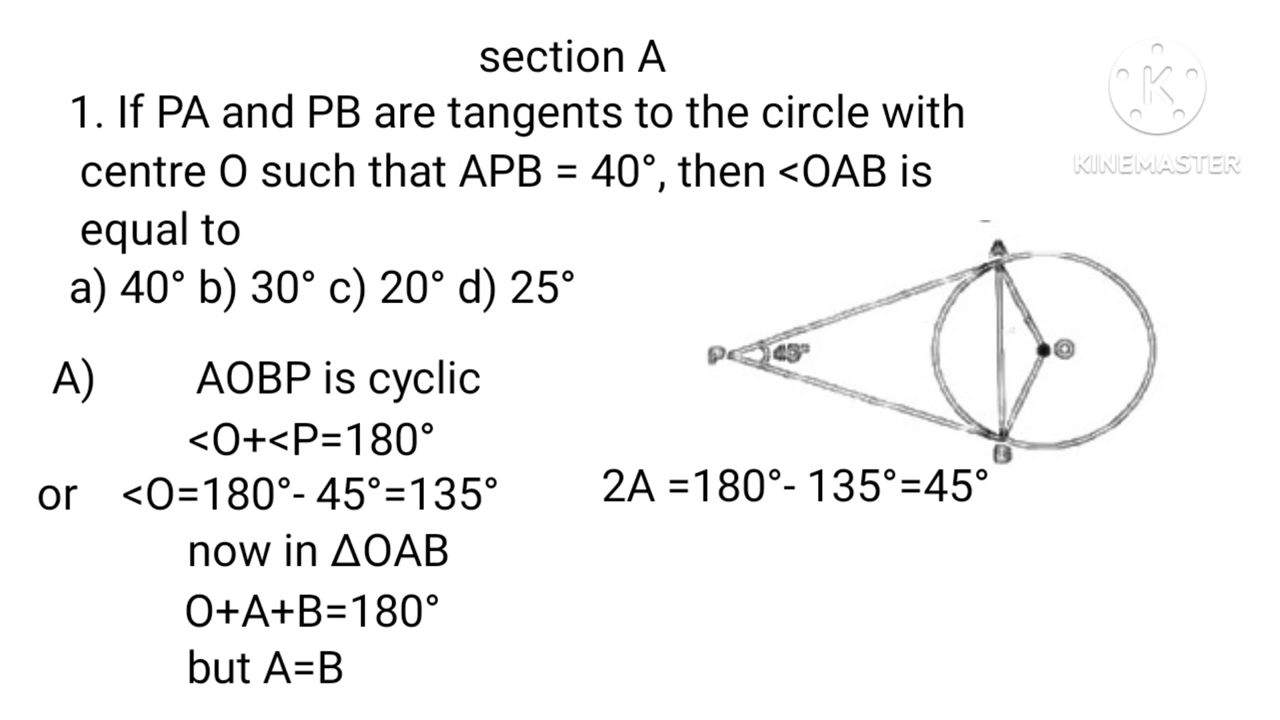 section A
1. If PA and PB are tangents to the circle with
centre O such that APB = 40°, then <OAB is
equal to
a) 40° b) 30° c) 20° d) 25°
A) AOBP is cyclic
<O+<P=180°
or <O=180°- 45°=135°
now in ΔOAB
O+A+B=180°
but A=B
2A =180°- 135°=45°
A
P
O
B
K
KINEMASTER